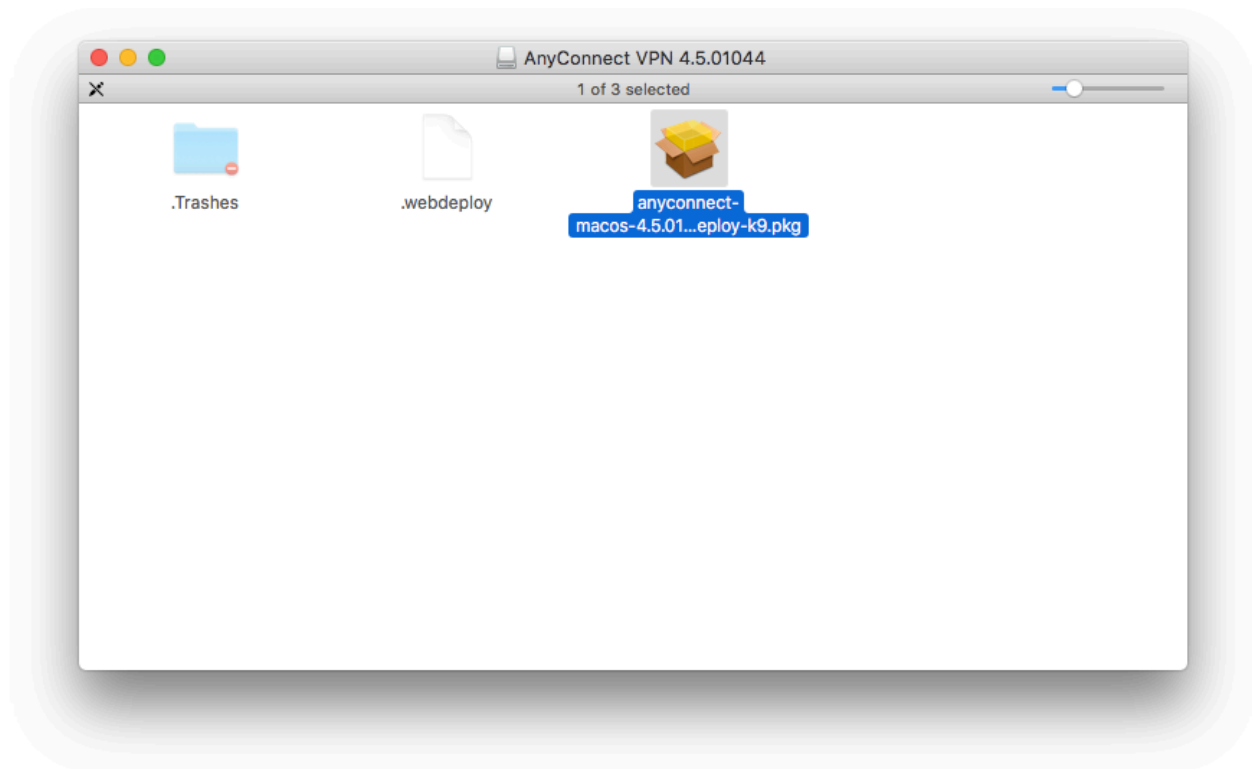 AnyConnect VPN 4.5.01044
1 of 3 selected
.Trashes
.webdeploy
anyconnect-
macos-4.5.01...eploy-k9.pkg